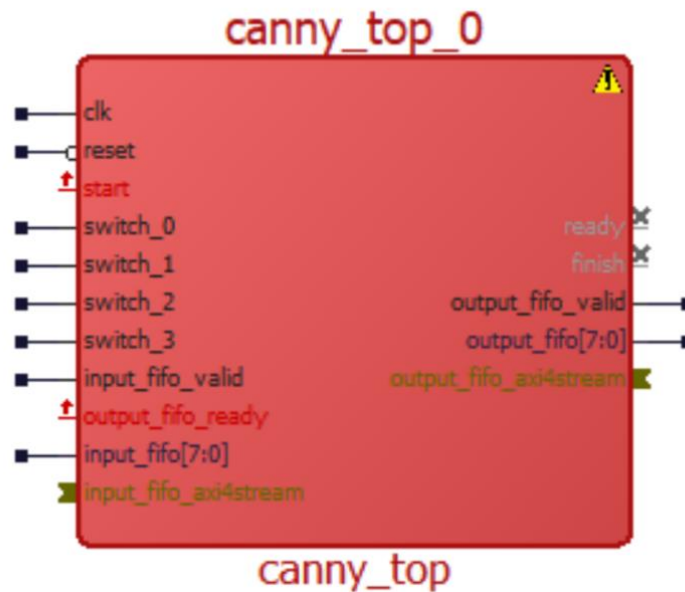 canny_top_0
clk
reset
start
switch_0
switch_1
switch_2
switch_3
input_fifo_valid
output_fifo_ready
input_fifo[7:0]
input_fifo_axi4stream
ready
finish
output_fifo_valid
output_fifo[7:0]
output_fifo_axi4stream
canny_top